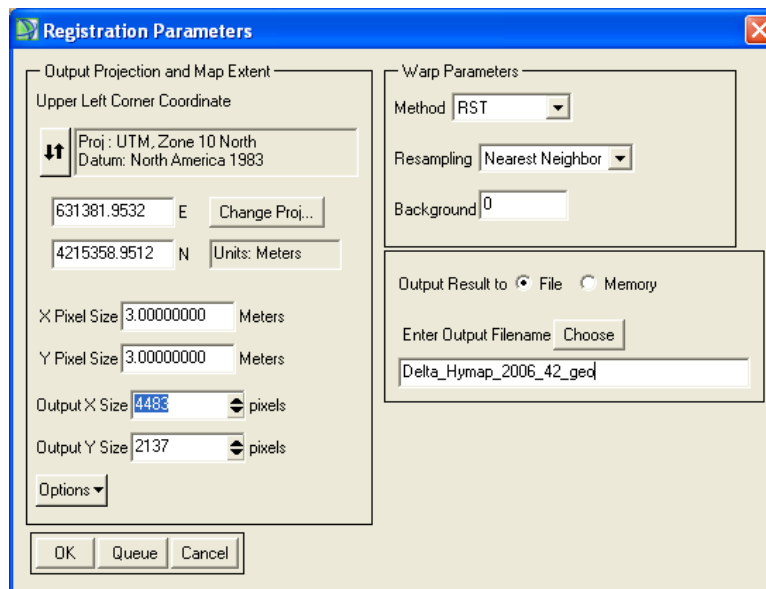 Registration Parameters
Output Projection and Map Extent
Upper Left Corner Coordinate
Proj : UTM, Zone 10 North
Datum: North America 1983
631381.9532 E Change Proj...
4215358.9512 N Units: Meters
X Pixel Size 3.00000000 Meters
Y Pixel Size 3.00000000 Meters
Output X Size 4483 pixels
Output Y Size 2137 pixels
Options
OK Queue Cancel
Warp Parameters
Method RST
Resampling Nearest Neighbor
Background 0
Output Result to File Memory
Enter Output Filename Choose
Delta_Hymap_2006_42_geo